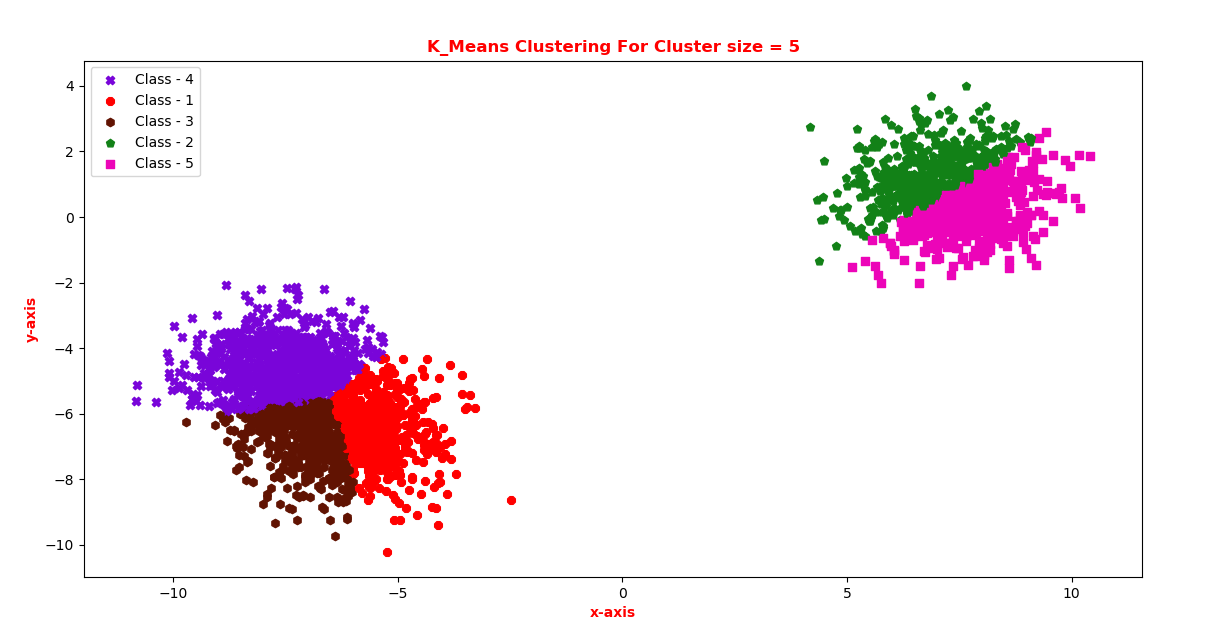 K_Means Clustering For Cluster size = 5
Class - 4
Class - 1
Class - 3
Class - 2
Class - 5
4
2
0
−2
−4
−6
−8
−10
y-axis
−10 −5 0 5 10
x-axis